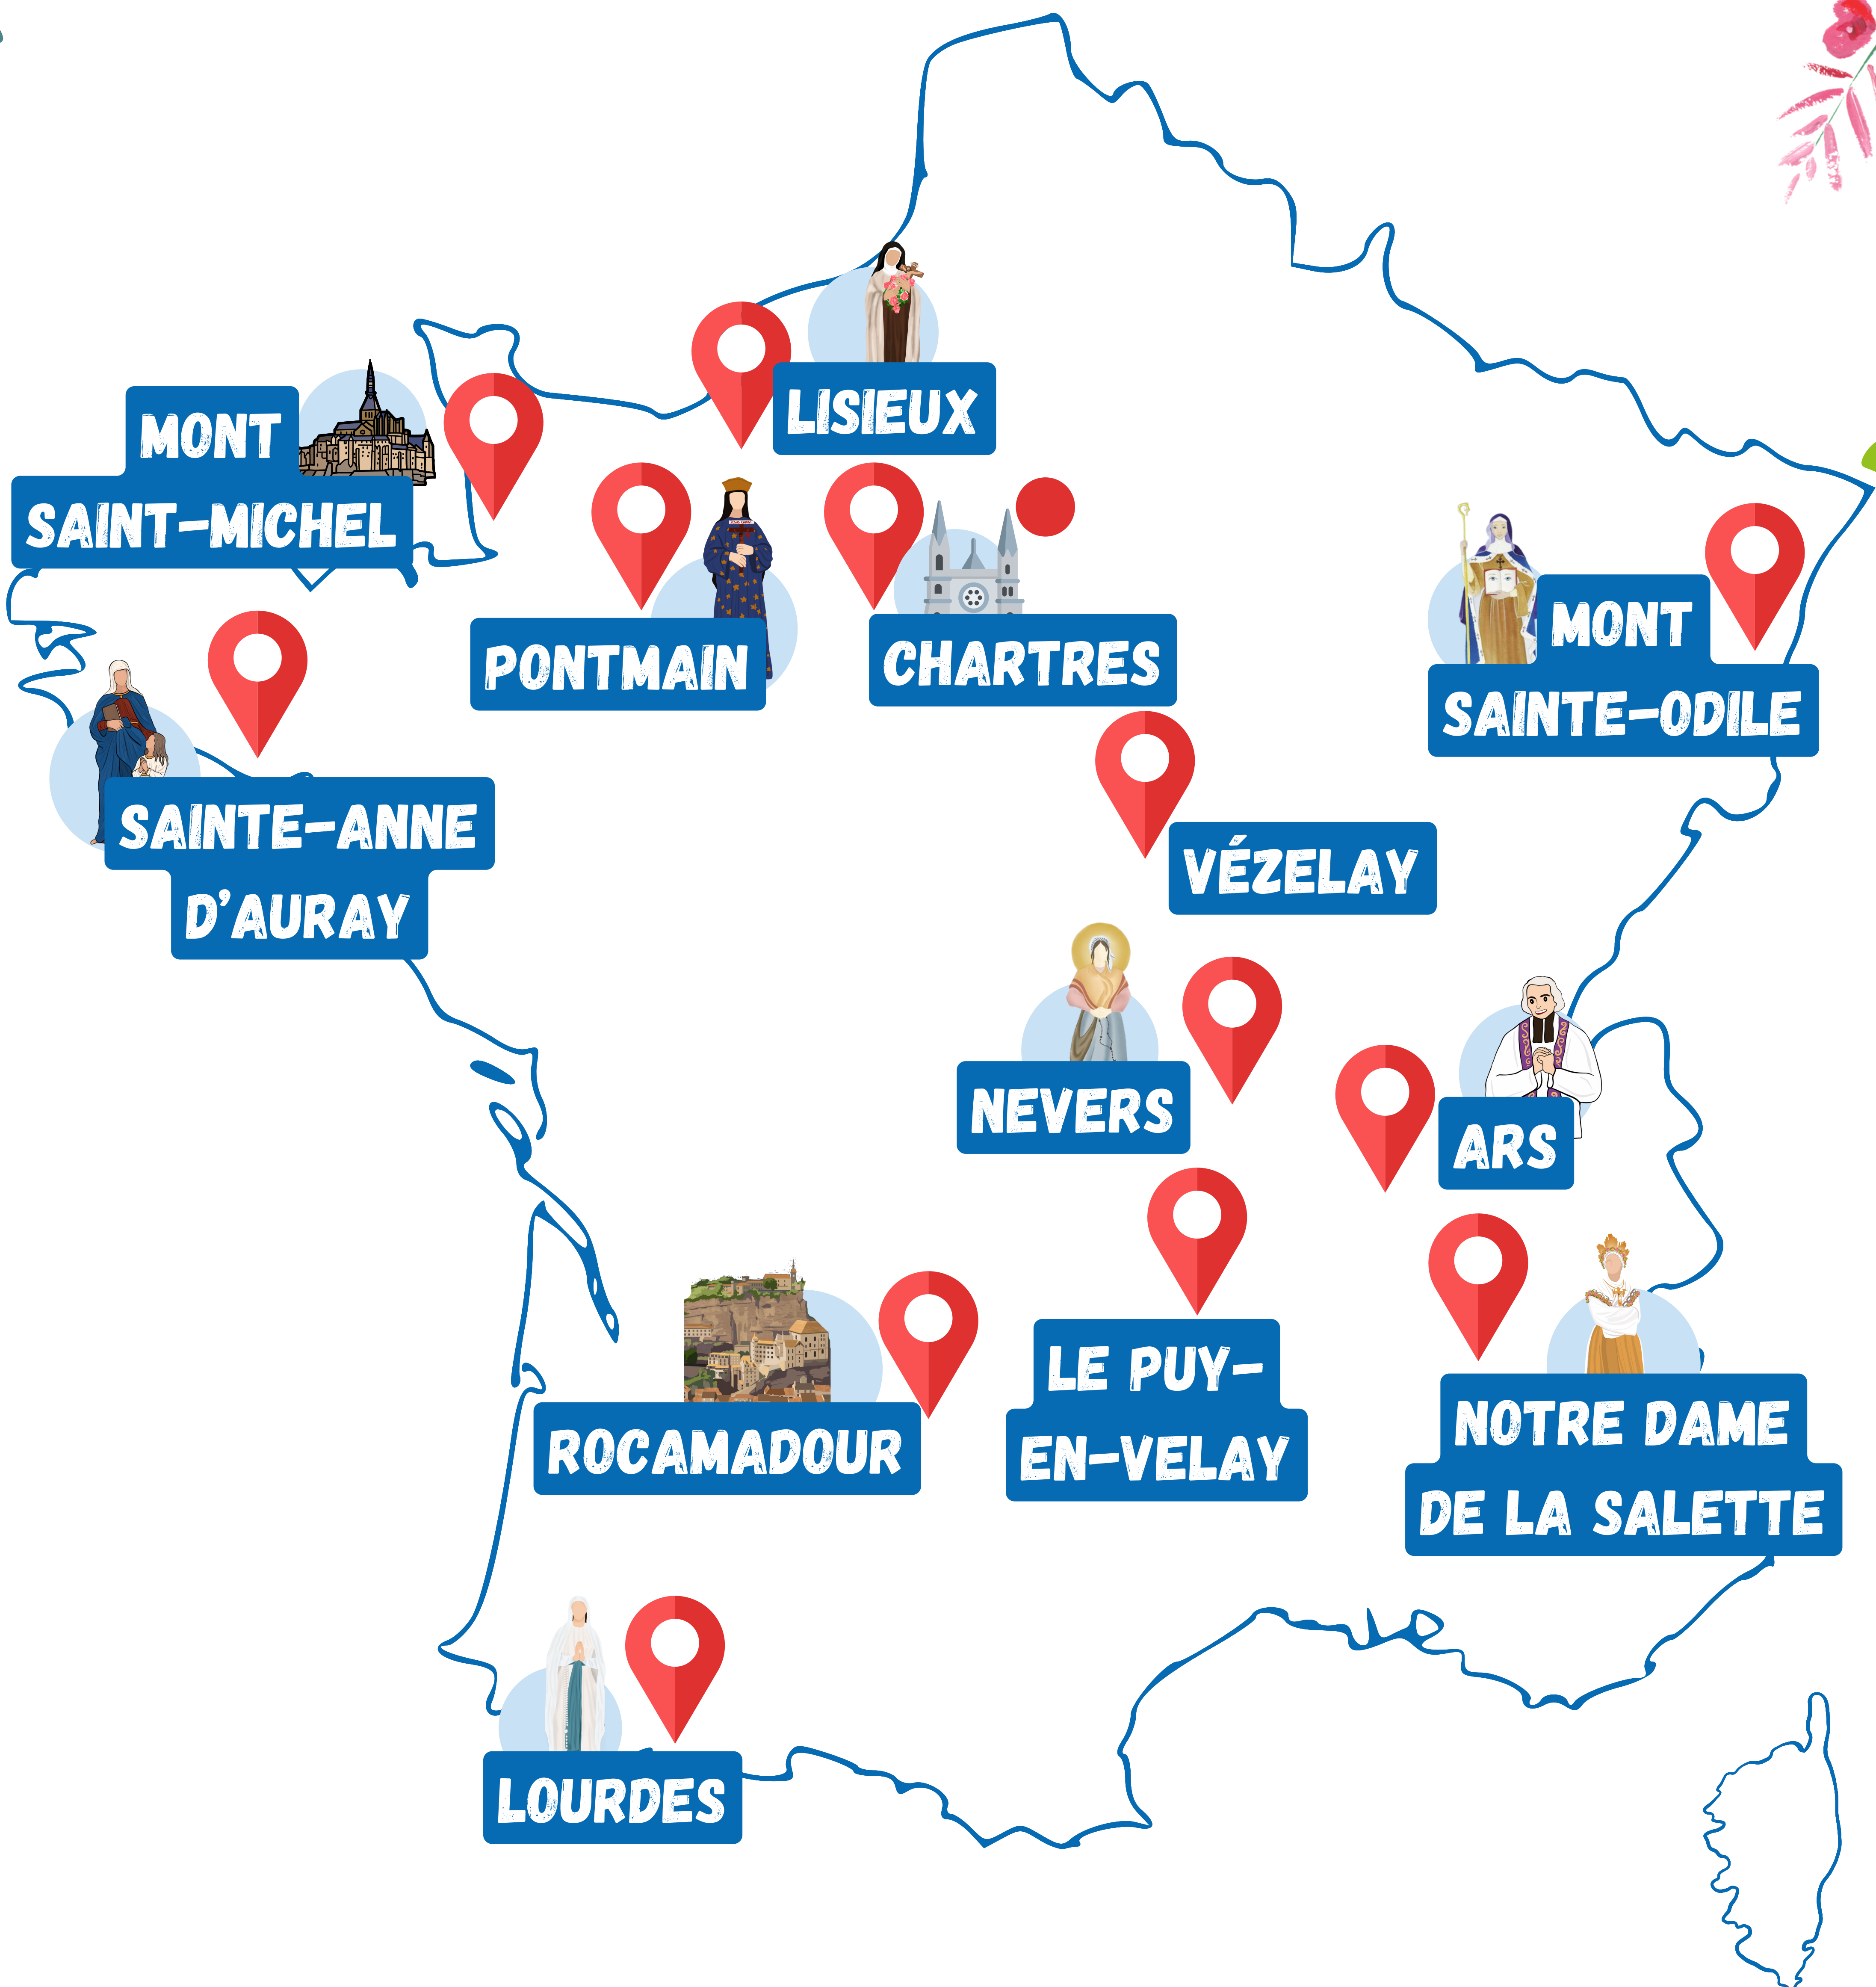 LISIEUX
MONT
SAINT-MICHEL
PONTMAIN
CHARTRES
MONT
SAINTE-ODILE
SAINTE-ANNE
D'AURAY
VÉZELAY
NEVERS
ARS
LE PUY-
EN-VELAY
ROCAMADOUR
NOTRE DAME
DE LA SALETTE
LOURDES